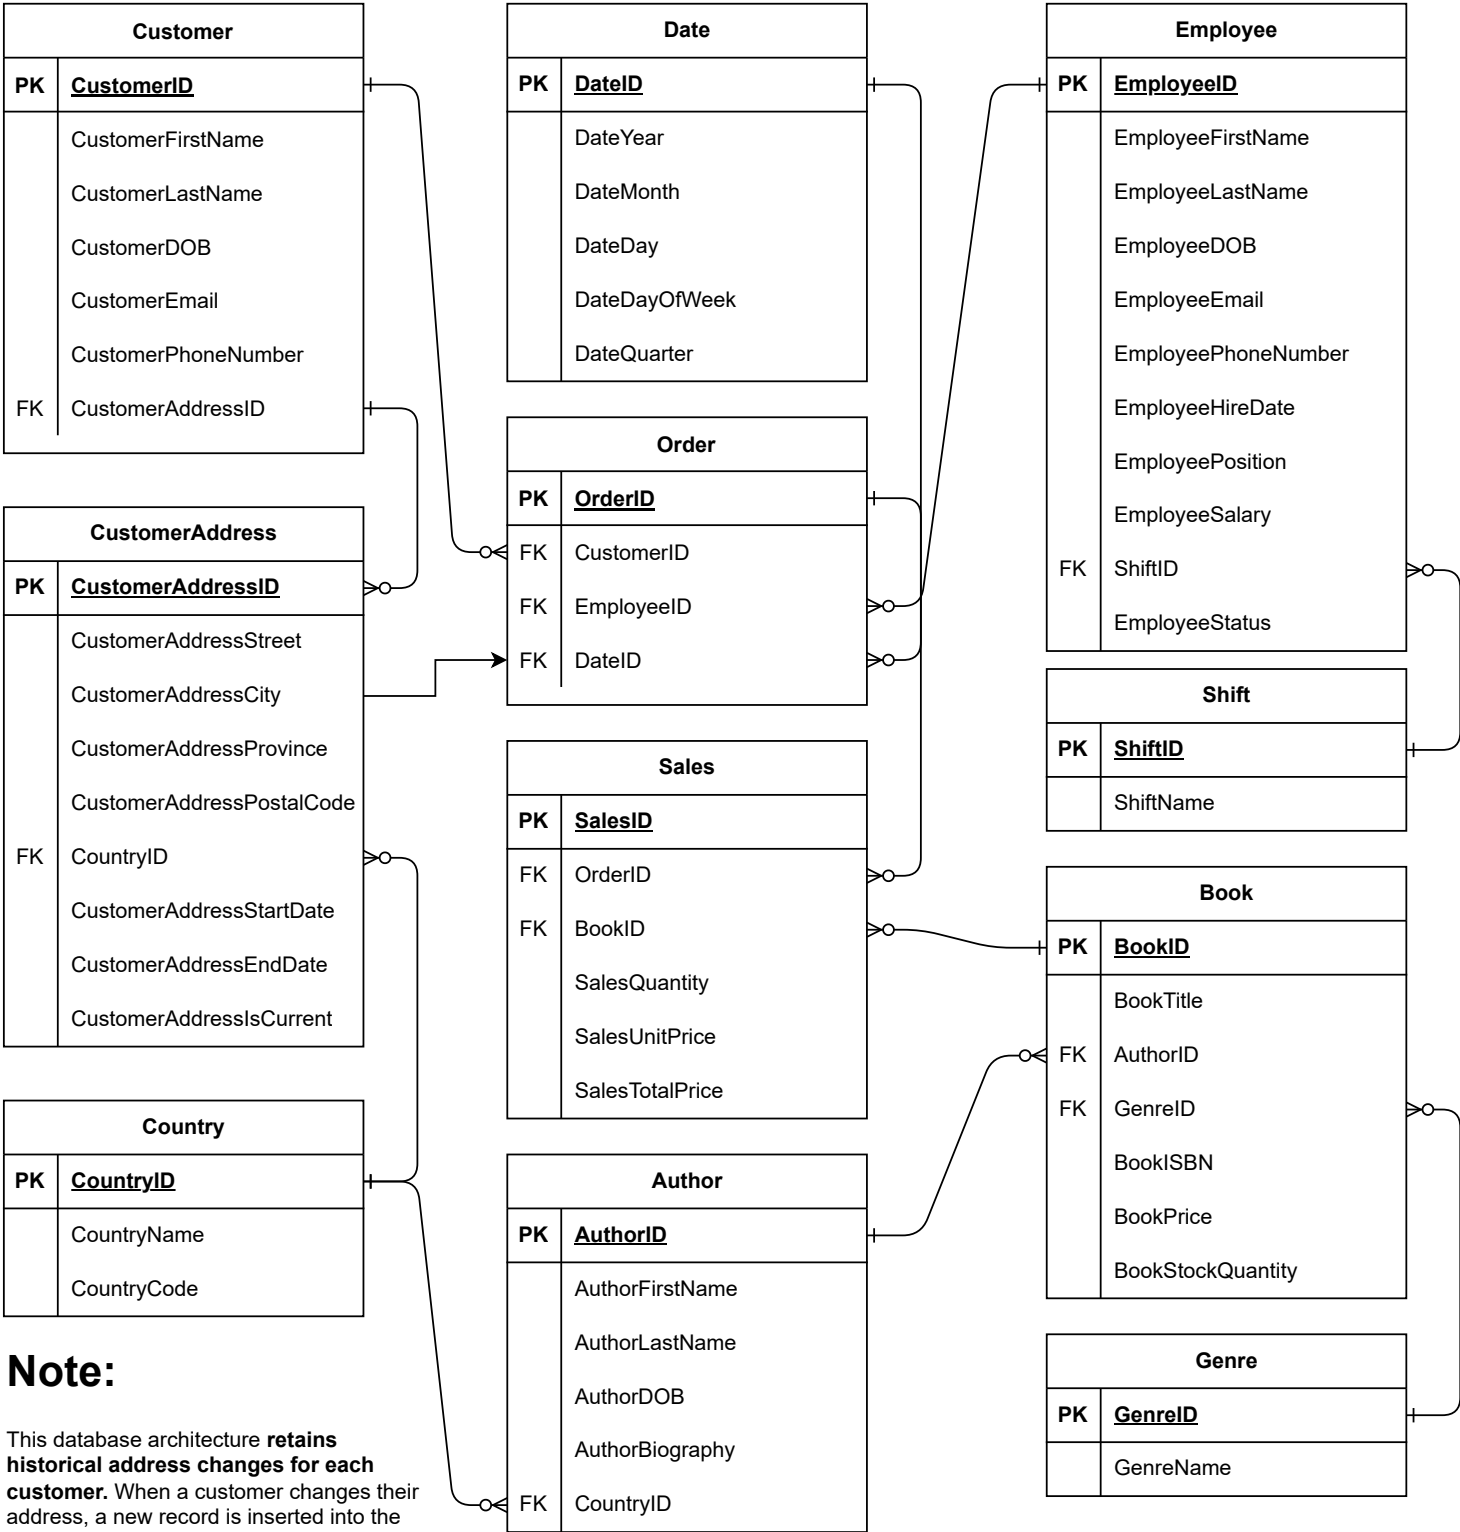 Customer
PK CustomerID
CustomerFirstName
CustomerLastName
CustomerDOB
CustomerEmail
CustomerPhoneNumber
FK CustomerAddressID
CustomerAddress
PK CustomerAddressID
CustomerAddressStreet
CustomerAddressCity
CustomerAddressProvince
CustomerAddressPostalCode
FK CountryID
CustomerAddressStartDate
CustomerAddressEndDate
CustomerAddressIsCurrent
Country
PK CountryID
CountryName
CountryCode
Note:
This database architecture retains
historical address changes for each
customer. When a customer changes their
address, a new record is inserted into the
Date
PK DateID
DateYear
DateMonth
DateDay
DateDayOfWeek
DateQuarter
Order
PK OrderID
FK CustomerID
FK EmployeeID
FK DateID
Sales
PK SalesID
FK OrderID
FK BookID
SalesQuantity
SalesUnitPrice
SalesTotalPrice
Author
PK AuthorID
AuthorFirstName
AuthorLastName
AuthorDOB
AuthorBiography
FK CountryID
Employee
PK EmployeeID
EmployeeFirstName
EmployeeLastName
EmployeeDOB
EmployeeEmail
EmployeePhoneNumber
EmployeeHireDate
EmployeePosition
EmployeeSalary
FK ShiftID
EmployeeStatus
Shift
PK ShiftID
ShiftName
Book
PK BookID
BookTitle
FK AuthorID
FK GenreID
BookISBN
BookPrice
BookStockQuantity
Genre
PK GenreID
GenreName